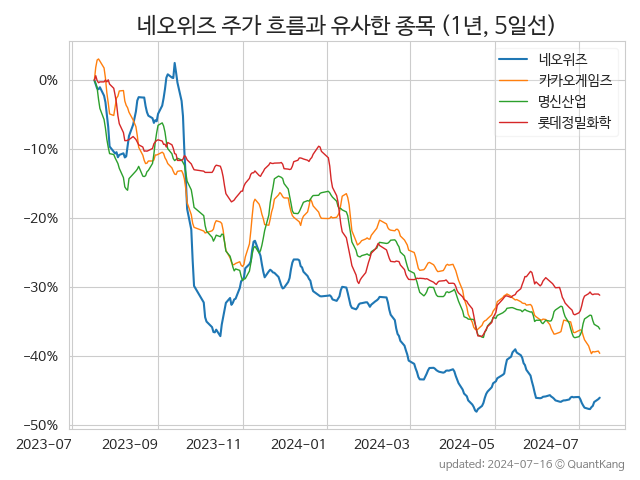 네오위즈 주가 흐름과 유사한 종목 (1년, 5일선)
네오위즈
카카오게임즈
명신산업
롯데정밀화학
0%
−10%
−20%
−30%
−40%
−50%
2023-07 2023-09 2023-11 2024-01 2024-03 2024-05 2024-07
updated: 2024-07-16 © QuantKang